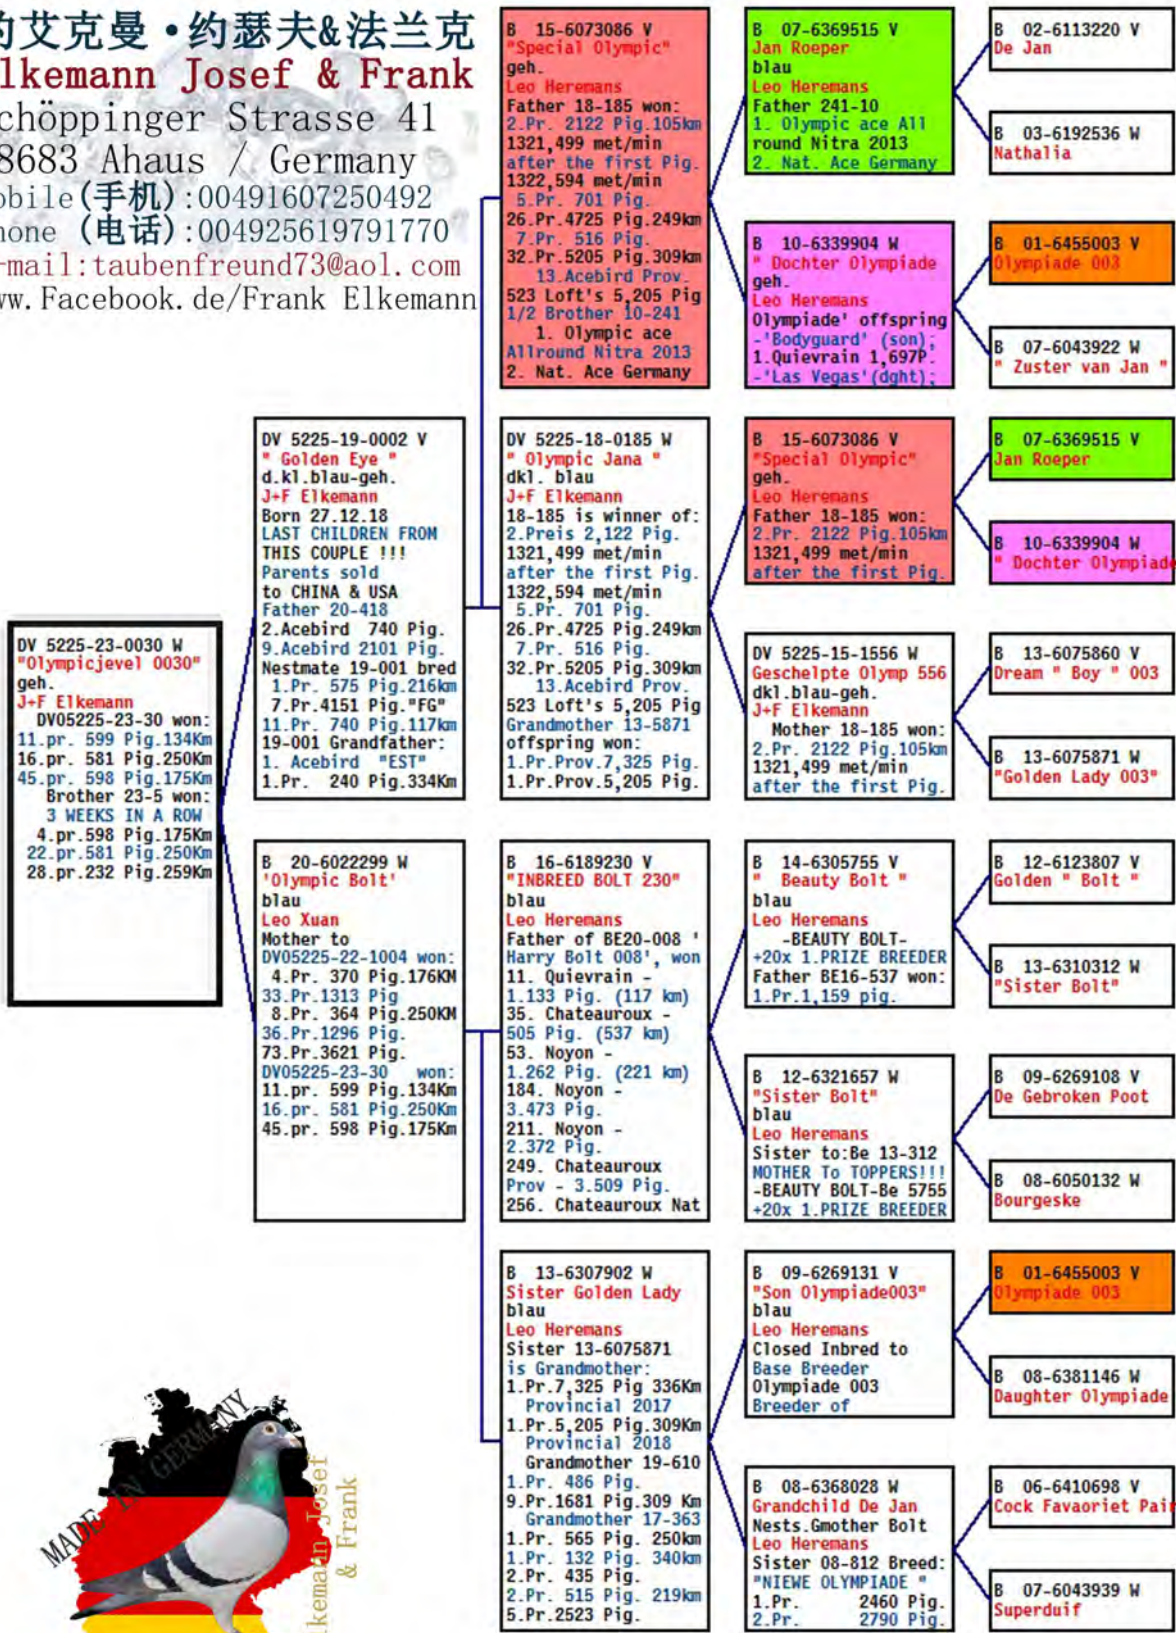 艾克曼·约瑟夫&法兰克
lkemann Josef & Frank
chöppinger Strasse 41
8683 Ahaus / Germany
obile(手机):00491607250492
hone (电话):004925619791770
-mail:taubenfreund73@aol.com
ww.Facebook.de/Frank Elkemann
DV 5225-23-0030 W
"Olympicjevel 0030"
geh.
J+F Elkemann
DV05225-23-30 won:
11.pr. 599 Pig.134Km
16.pr. 581 Pig.250Km
45.pr. 598 Pig.175Km
Brother 23-5 won:
3 WEEKS IN A ROW
4.pr.598 Pig.175Km
22.pr.581 Pig.250Km
28.pr.232 Pig.259Km
DV 5225-19-0002 V
" Golden Eye "
d.kl.blau-geh.
J+F Elkemann
Born 27.12.18
LAST CHILDREN FROM
THIS COUPLE !!!
Parents sold
to CHINA & USA
Father 20-418
2.Acebird 740 Pig.
9.Acebird 2101 Pig.
Nestmate 19-001 bred
1.Pr. 575 Pig.216km
7.Pr.4151 Pig."FG"
11.Pr. 740 Pig.117km
19-001 Grandfather:
1. Acebird "EST"
1.Pr. 240 Pig.334Km
B 20-6022299 W
'Olympic Bolt'
blau
Leo Xuan
Mother to
DV05225-22-1004 won:
4.Pr. 370 Pig.176KM
33.Pr.1313 Pig
8.Pr. 364 Pig.250KM
36.Pr.1296 Pig.
73.Pr.3621 Pig.
DV05225-23-30 won:
11.pr. 599 Pig.134Km
16.pr. 581 Pig.250Km
45.pr. 598 Pig.175Km
B 15-6073086 V
"Special Olympic"
geh.
Leo Heremans
Father 18-185 won:
2.Pr. 2122 Pig.105km
1321,499 met/min
after the first Pig.
1322,594 met/min
5.Pr. 701 Pig.
26.Pr.4725 Pig.249km
7.Pr. 516 Pig.
32.Pr.5205 Pig.309km
13.Acebird Prov.
523 Loft's 5,205 Pig
1/2 Brother 10-241
1. Olympic ace
Allround Nitra 2013
2. Nat. Ace Germany
DV 5225-18-0185 W
" Olympic Jana "
dkl. blau
J+F Elkemann
18-185 is winner of:
2.Preis 2,122 Pig.
1321,499 met/min
after the first Pig.
1322,594 met/min
5.Pr. 701 Pig.
26.Pr.4725 Pig.249km
7.Pr. 516 Pig.
32.Pr.5205 Pig.309km
13.Acebird Prov.
523 Loft's 5,205 Pig
Grandmother 13-5871
offspring won:
1.Pr.Prov.7,325 Pig.
1.Pr.Prov.5,205 Pig.
B 16-6189230 V
"INBREED BOLT 230"
blau
Leo Heremans
Father of BE20-008 '
Harry Bolt 008', won
11. Quievrain -
1.133 Pig. (117 km)
35. Chateauroux -
505 Pig. (537 km)
53. Noyon -
1.262 Pig. (221 km)
184. Noyon -
3.473 Pig.
211. Noyon -
2.372 Pig.
249. Chateauroux
Prov - 3.509 Pig.
256. Chateauroux Nat
B 13-6307902 W
Sister Golden Lady
blau
Leo Heremans
Sister 13-6075871
is Grandmother:
1.Pr.7,325 Pig 336Km
Provincial 2017
1.Pr.5,205 Pig.309Km
Provincial 2018
Grandmother 19-610
1.Pr. 486 Pig.
9.Pr.1681 Pig.309 Km
Grandmother 17-363
1.Pr. 565 Pig. 250km
1.Pr. 132 Pig. 340km
2.Pr. 435 Pig.
2.Pr. 515 Pig. 219km
5.Pr.2523 Pig.
B 07-6369515 V
Jan Roeper
blau
Leo Heremans
Father 241-10
1. Olympic ace All
round Nitra 2013
2. Nat. Ace Germany
B 10-6339904 W
" Dochter Olympiade
geh.
Leo Heremans
Olympiade' offspring
-'Bodyguard' (son);
1.Quievrain 1,697P.
-'Las Vegas'(dght);
B 15-6073086 V
"Special Olympic"
geh.
Leo Heremans
Father 18-185 won:
2.Pr. 2122 Pig.105km
1321,499 met/min
after the first Pig.
DV 5225-15-1556 W
Geschelpte Olymp 556
dkl.blau-geh.
J+F Elkemann
Mother 18-185 won:
2.Pr. 2122 Pig.105km
1321,499 met/min
after the first Pig.
B 14-6305755 V
" Beauty Bolt "
blau
Leo Heremans
-BEAUTY BOLT-
+20x 1.PRIZE BREEDER
Father BE16-537 won:
1.Pr.1,159 pig.
B 12-6321657 W
"Sister Bolt"
blau
Leo Heremans
Sister to:Be 13-312
MOTHER To TOPPERS!!!
-BEAUTY BOLT-Be 5755
+20x 1.PRIZE BREEDER
B 09-6269131 V
"Son Olympiade003"
blau
Leo Heremans
Closed Inbred to
Base Breeder
Olympiade 003
Breeder of
B 08-6368028 W
Grandchild De Jan
Nests.Gmother Bolt
Leo Heremans
Sister 08-812 Breed:
"NIEWE OLYMPIADE "
1.Pr. 2460 Pig.
2.Pr. 2790 Pig.
B 02-6113220 V
De Jan
B 03-6192536 W
Nathalia
B 01-6455003 V
Olympiade 003
B 07-6043922 W
" Zuster van Jan "
B 07-6369515 V
Jan Roeper
B 10-6339904 W
" Dochter Olympiade
B 13-6075860 V
Dream " Boy " 003
B 13-6075871 W
"Golden Lady 003"
B 12-6123807 V
Golden " Bolt "
B 13-6310312 W
"Sister Bolt"
B 09-6269108 V
De Gebroken Poot
B 08-6050132 W
Bourgeske
B 01-6455003 V
Olympiade 003
B 08-6381146 W
Daughter Olympiade
B 06-6410698 V
Cock Favaoriet Pair
B 07-6043939 W
Superduif
MADE IN GERMANY
lkemann Josef
& Frank